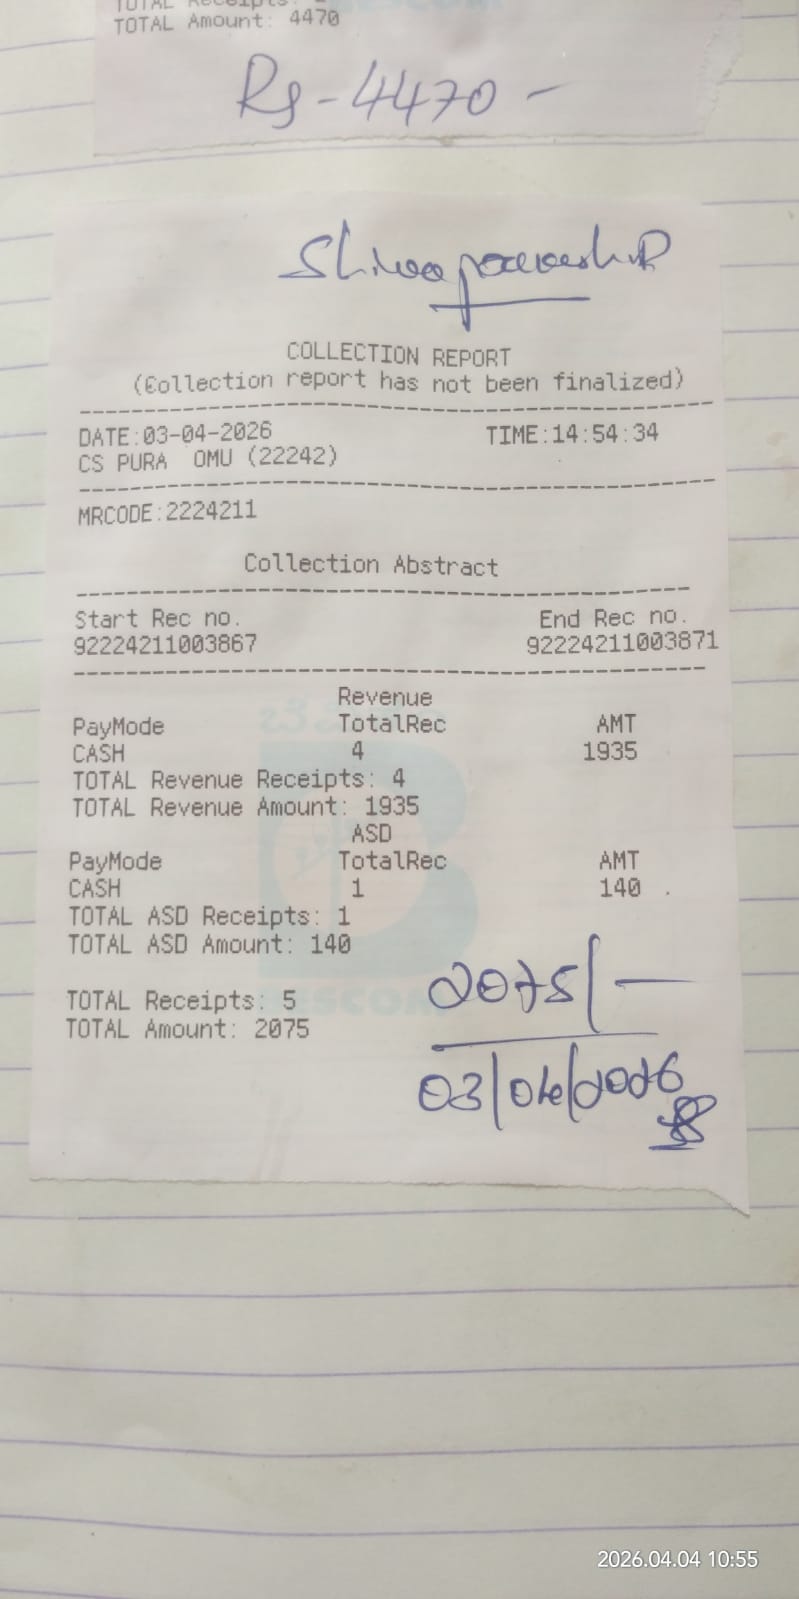 TOTAL Receipts:
TOTAL Amount: 4470
Rs - 4470 -
COLLECTION REPORT
(Collection report has not been finalized)
DATE:03-04-2026 TIME:14:54:34
CS PURA OMU (22242)
MRCODE:2224211
Collection Abstract
Start Rec no. End Rec no.
92224211003867 92224211003871
Revenue
PayMode TotalRec AMT
CASH 4 1935
TOTAL Revenue Receipts: 4
TOTAL Revenue Amount: 1935
ASD
PayMode TotalRec AMT
CASH 1 140
TOTAL ASD Receipts: 1
TOTAL ASD Amount: 140
2075/-
TOTAL Receipts: 5
BESCOM
TOTAL Amount: 2075
03/04/2026
2026.04.04 10:55